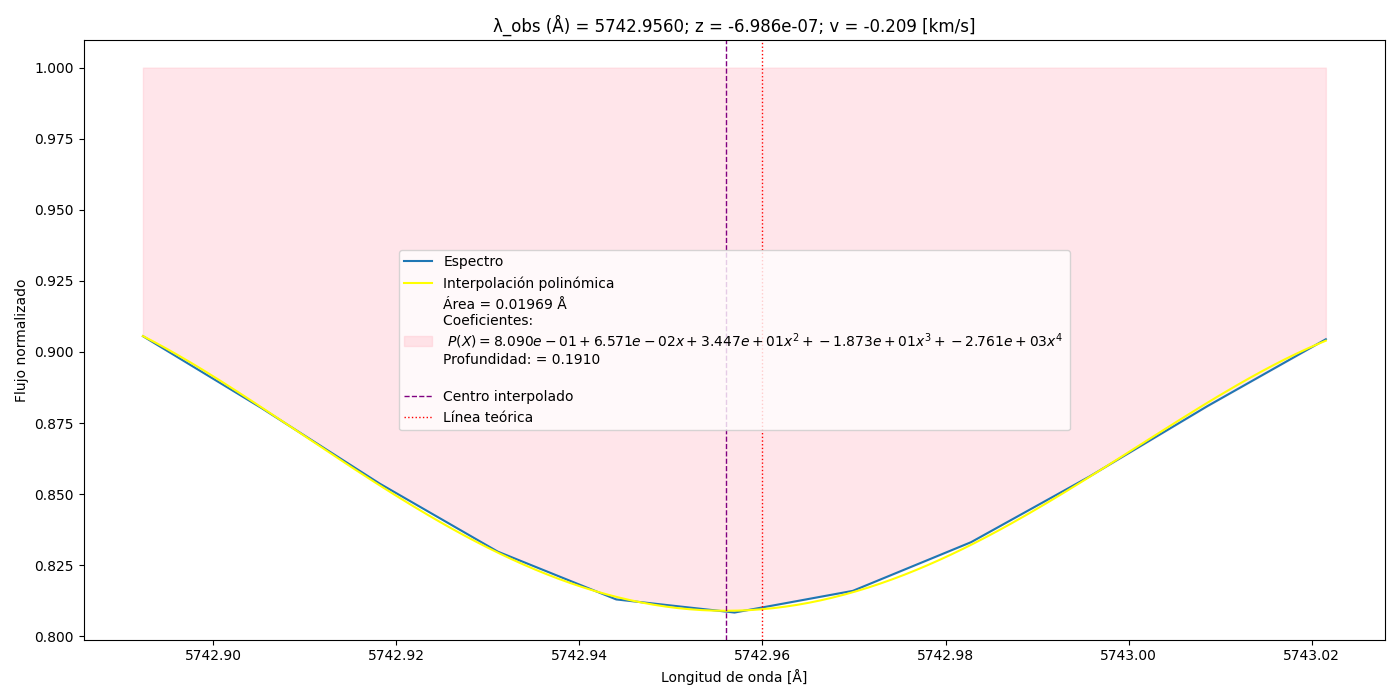 λ_obs (Å) = 5742.9560; z = -6.986e-07; v = -0.209 [km/s]
1.000
0.975
0.950
0.925
0.900
0.875
0.850
0.825
0.800
Flujo normalizado
Espectro
Interpolación polinómica
Área = 0.01969 Å
Coeficientes:
P(X) = 8.090e − 01 + 6.571e − 02x + 3.447e + 01x² + −1.873e + 01x³ + −2.761e + 03x⁴
Profundidad: = 0.1910
Centro interpolado
Línea teórica
5742.90 5742.92 5742.94 5742.96 5742.98 5743.00 5743.02
Longitud de onda [Å]